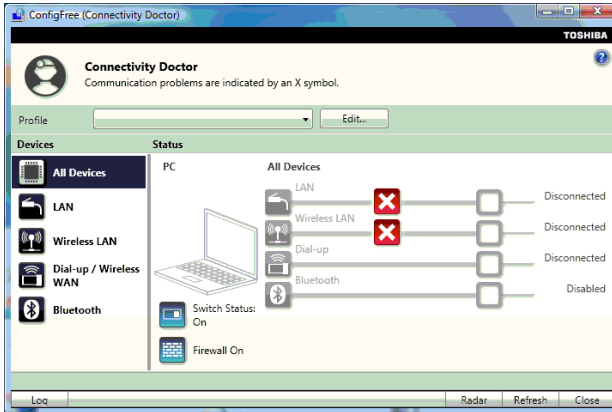 ConfigFree (Connectivity Doctor)
TOSHIBA
Connectivity Doctor
Communication problems are indicated by an X symbol.
Profile
Edit...
Devices
Status
All Devices
LAN
Wireless LAN
Dial-up / Wireless
WAN
Bluetooth
PC
Switch Status:
On
Firewall On
All Devices
LAN
Disconnected
Wireless LAN
Disconnected
Dial-up
Disconnected
Bluetooth
Disabled
Log
Radar
Refresh
Close